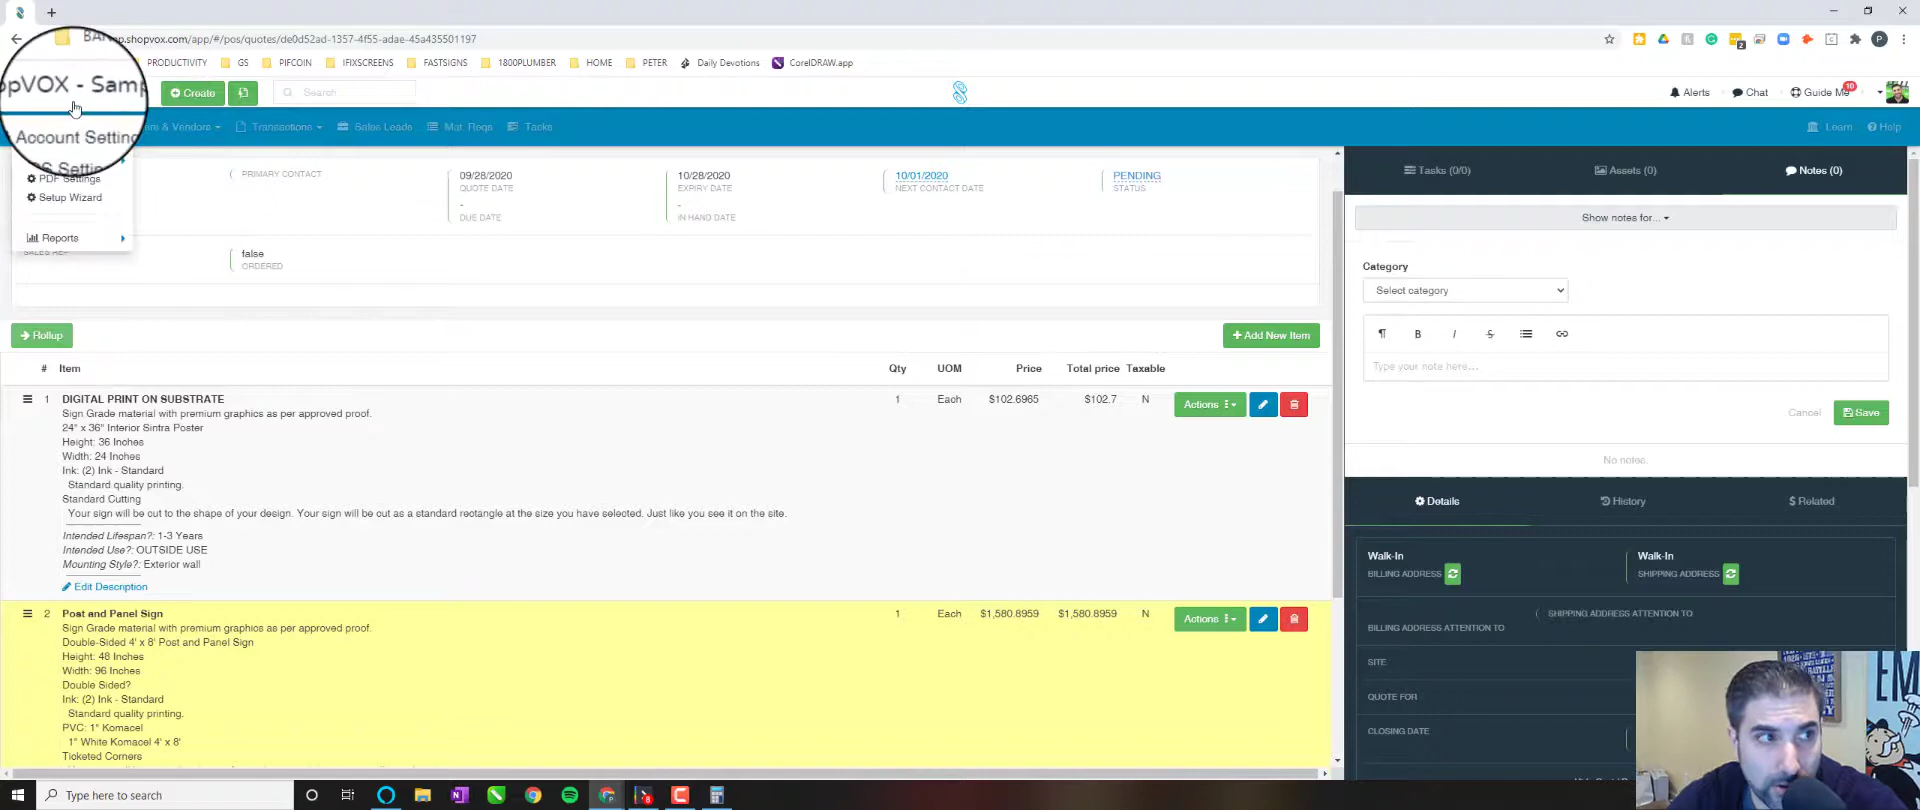 BAN
ap.shopvox.com/app/#/pos/quotes/de0d52ad-1357-4f55-adae-45a435501197
PRODUCTIVITY GS PIFCOIN IFIXSCREENS FASTSIGNS 1800PLUMBER HOME PETER Daily Devotions CorelDRAW.app
opVOX - Samp
Create Search Alerts Chat 10 Guide Me
& Vendors Transactions Sales Leads Mat. Reqs Tasks Learn Help
Account Setting
PDF Settings
Setup Wizard
Reports
PRIMARY CONTACT
09/28/2020
QUOTE DATE
-
DUE DATE
10/28/2020
EXPIRY DATE
-
IN HAND DATE
10/01/2020
NEXT CONTACT DATE
PENDING
STATUS
SALES REP
false
ORDERED
Rollup Add New Item
# Item Qty UOM Price Total price Taxable
1 DIGITAL PRINT ON SUBSTRATE 1 Each $102.6965 $102.7 N Actions
Sign Grade material with premium graphics as per approved proof.
24" x 36" Interior Sintra Poster
Height: 36 Inches
Width: 24 Inches
Ink: (2) Ink - Standard
Standard quality printing.
Standard Cutting
Your sign will be cut to the shape of your design. Your sign will be cut as a standard rectangle at the size you have selected. Just like you see it on the site.
Intended Lifespan?: 1-3 Years
Intended Use?: OUTSIDE USE
Mounting Style?: Exterior wall
Edit Description
2 Post and Panel Sign 1 Each $1,580.8959 $1,580.8959 N Actions
Sign Grade material with premium graphics as per approved proof.
Double-Sided 4' x 8' Post and Panel Sign
Height: 48 Inches
Width: 96 Inches
Double Sided?
Ink: (2) Ink - Standard
Standard quality printing.
PVC: 1" Komacel
1" White Komacel 4' x 8'
Ticketed Corners
Tasks (0/0) Assets (0) Notes (0)
Show notes for...
Category
Select category
B I S
Type your note here...
Cancel Save
No notes.
Details History Related
Walk-In
BILLING ADDRESS
Walk-In
SHIPPING ADDRESS
SHIPPING ADDRESS ATTENTION TO
BILLING ADDRESS ATTENTION TO
SITE
QUOTE FOR
CLOSING DATE
EM
Type here to search